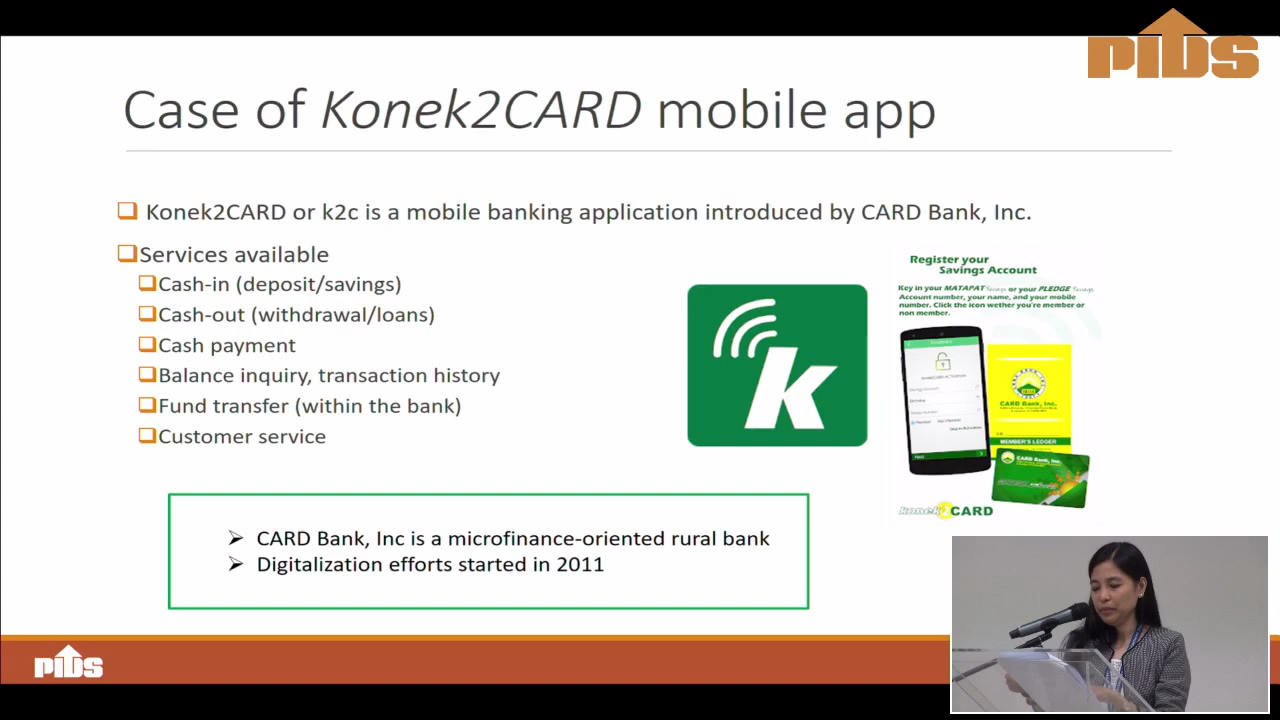 PIDS
Case of Konek2CARD mobile app
Konek2CARD or k2c is a mobile banking application introduced by CARD Bank, Inc.
Services available
Cash-in (deposit/savings)
Cash-out (withdrawal/loans)
Cash payment
Balance inquiry, transaction history
Fund transfer (within the bank)
Customer service
k
Register your
Savings Account
Key in your MATAPAT Savings or your PLEDGE Savings
Account number, your name, and your mobile
number. Click the icon wether you're member or
non member.
CARD Bank, Inc.
MEMBER'S LEDGER
CARD Bank, Inc.
konek2CARD
CARD Bank, Inc is a microfinance-oriented rural bank
Digitalization efforts started in 2011
PIDS